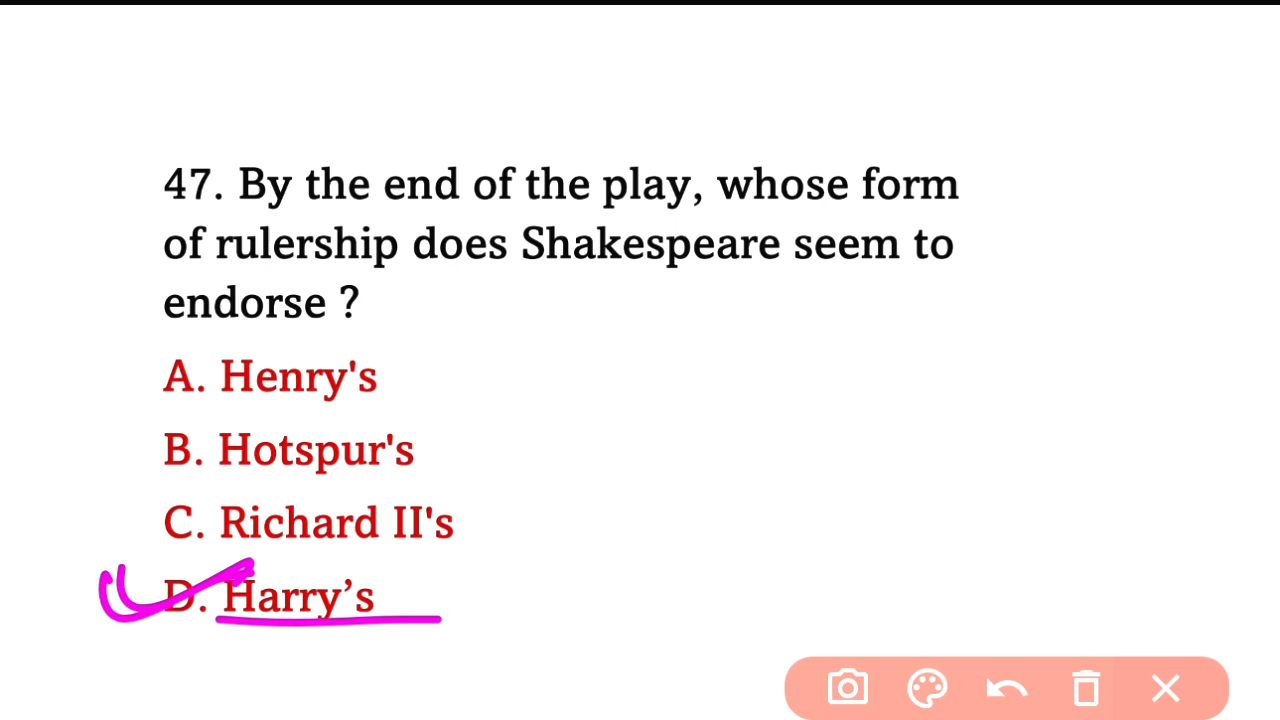 47. By the end of the play, whose form
of rulership does Shakespeare seem to
endorse ?
A. Henry's
B. Hotspur's
C. Richard II's
D. Harry’s